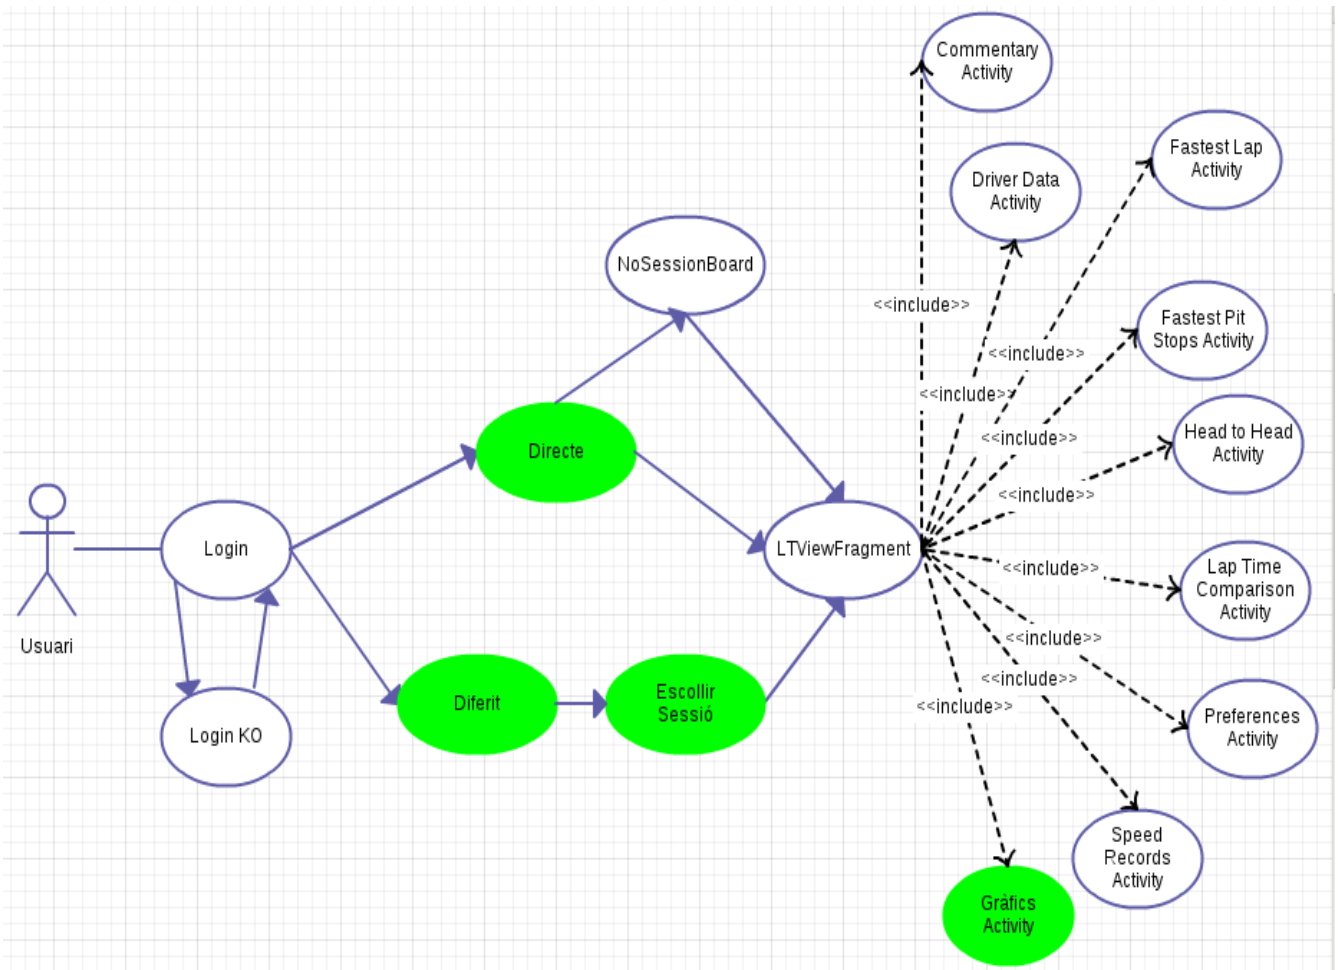 Commentary
Activity
Fastest Lap
Activity
Driver Data
Activity
NoSessionBoard
<<include>>
Fastest Pit
Stops Activity
<<include>>
<<include>>
Head to Head
Activity
<<include>>
Directe
<<include>>
Login
LTViewFragment
<<include>>
Lap Time
Comparison
Activity
Usuari
<<include>>
<<include>>
Diferit
Escollir
Sessió
<<include>>
Preferences
Activity
Login KO
Speed
Records
Activity
Gràfics
Activity